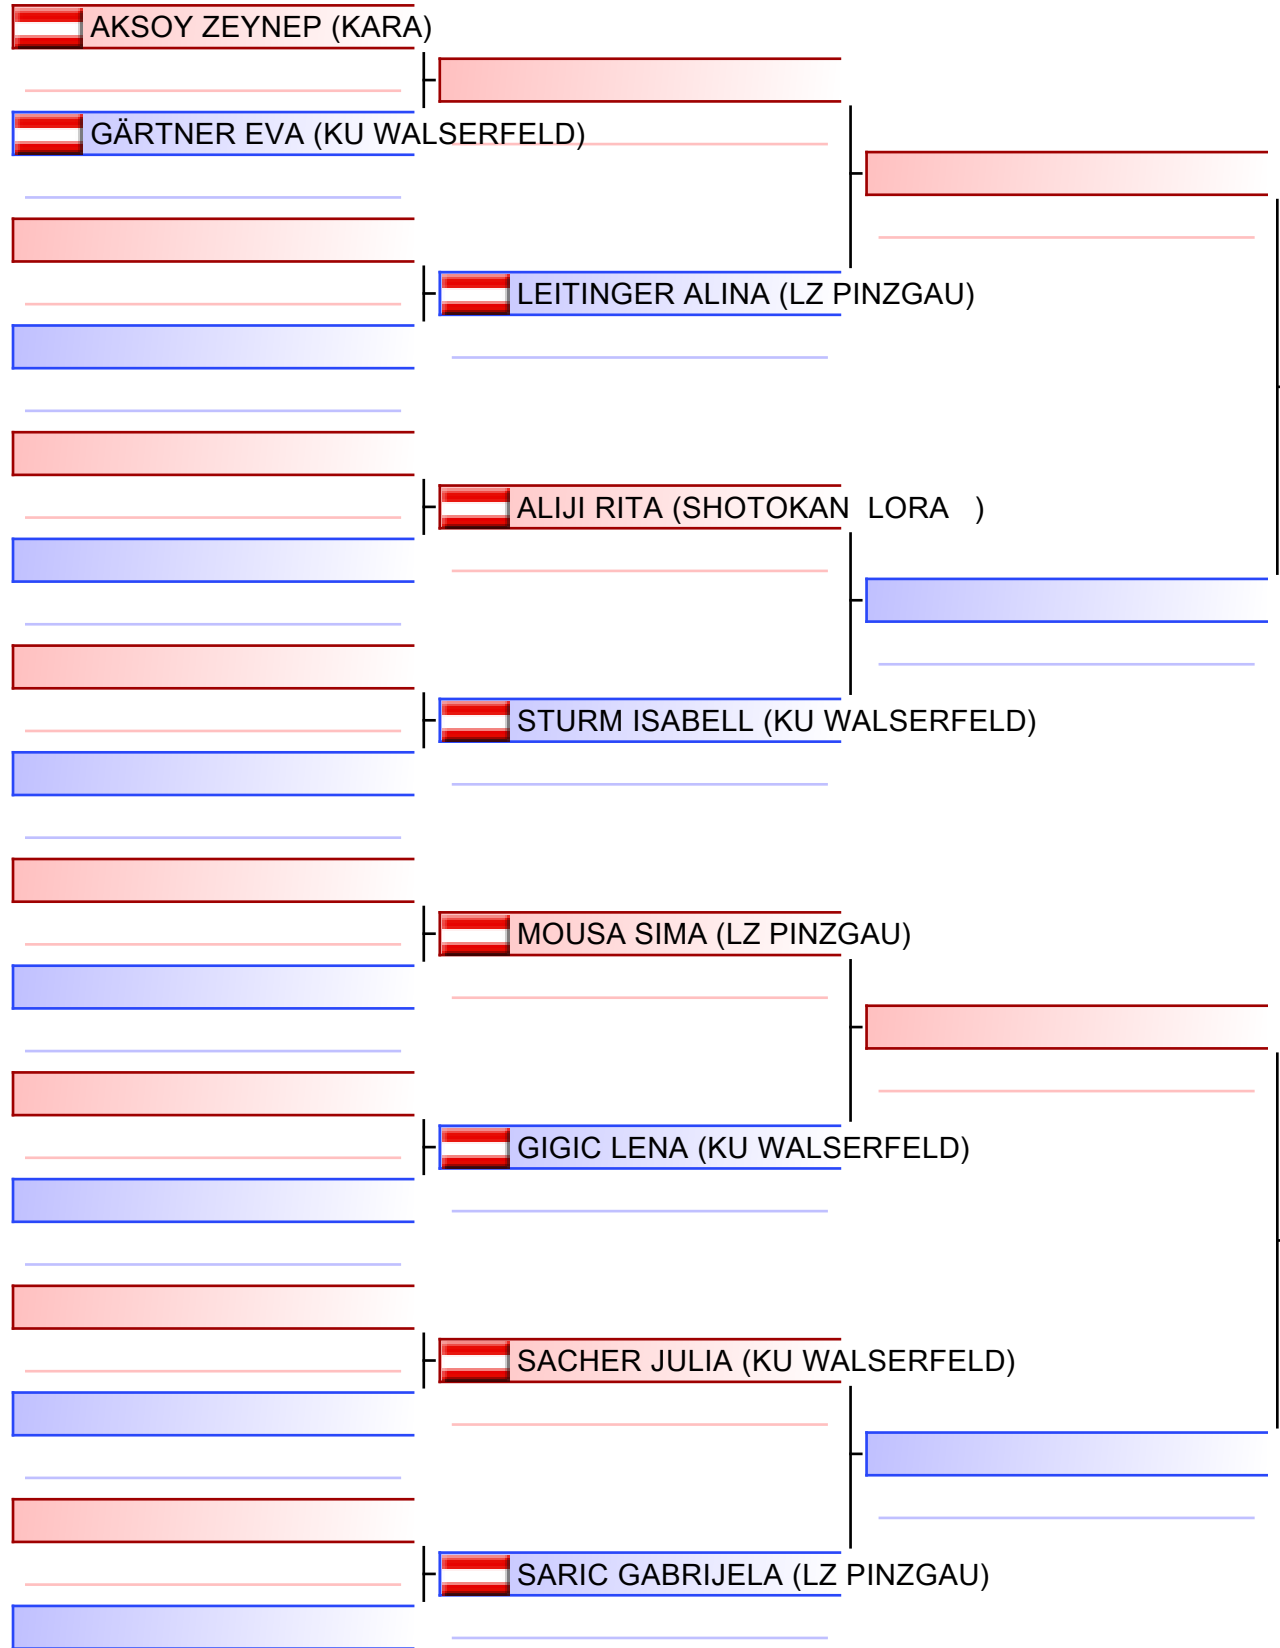 AKSOY ZEYNEP (KARA)
GÄRTNER EVA (KU WALSERFELD)
LEITINGER ALINA (LZ PINZGAU)
ALIJI RITA (SHOTOKAN LORA )
STURM ISABELL (KU WALSERFELD)
MOUSA SIMA (LZ PINZGAU)
GIGIC LENA (KU WALSERFELD)
SACHER JULIA (KU WALSERFELD)
SARIC GABRIJELA (LZ PINZGAU)